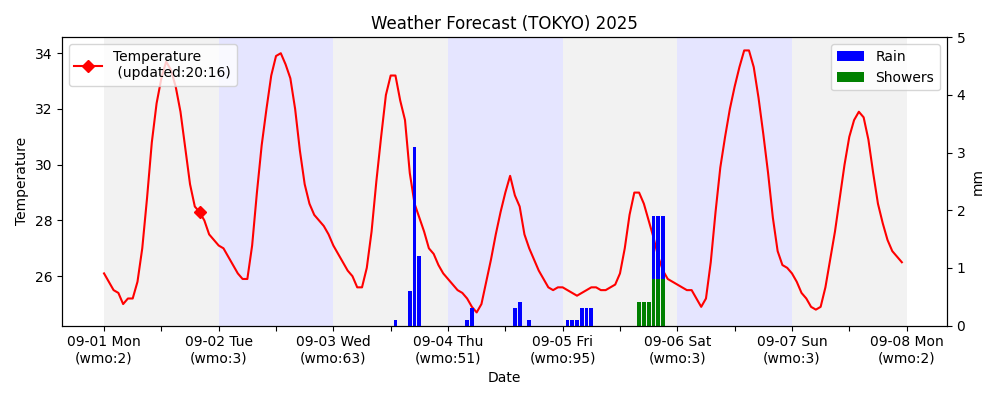 Weather Forecast (TOKYO) 2025
Temperature
(updated:20:16)
Rain
Showers
34
32
30
28
26
Temperature
5
4
3
2
1
0
mm
09-01 Mon
(wmo:2)
09-02 Tue
(wmo:3)
09-03 Wed
(wmo:63)
09-04 Thu
(wmo:51)
09-05 Fri
(wmo:95)
09-06 Sat
(wmo:3)
09-07 Sun
(wmo:3)
09-08 Mon
(wmo:2)
Date